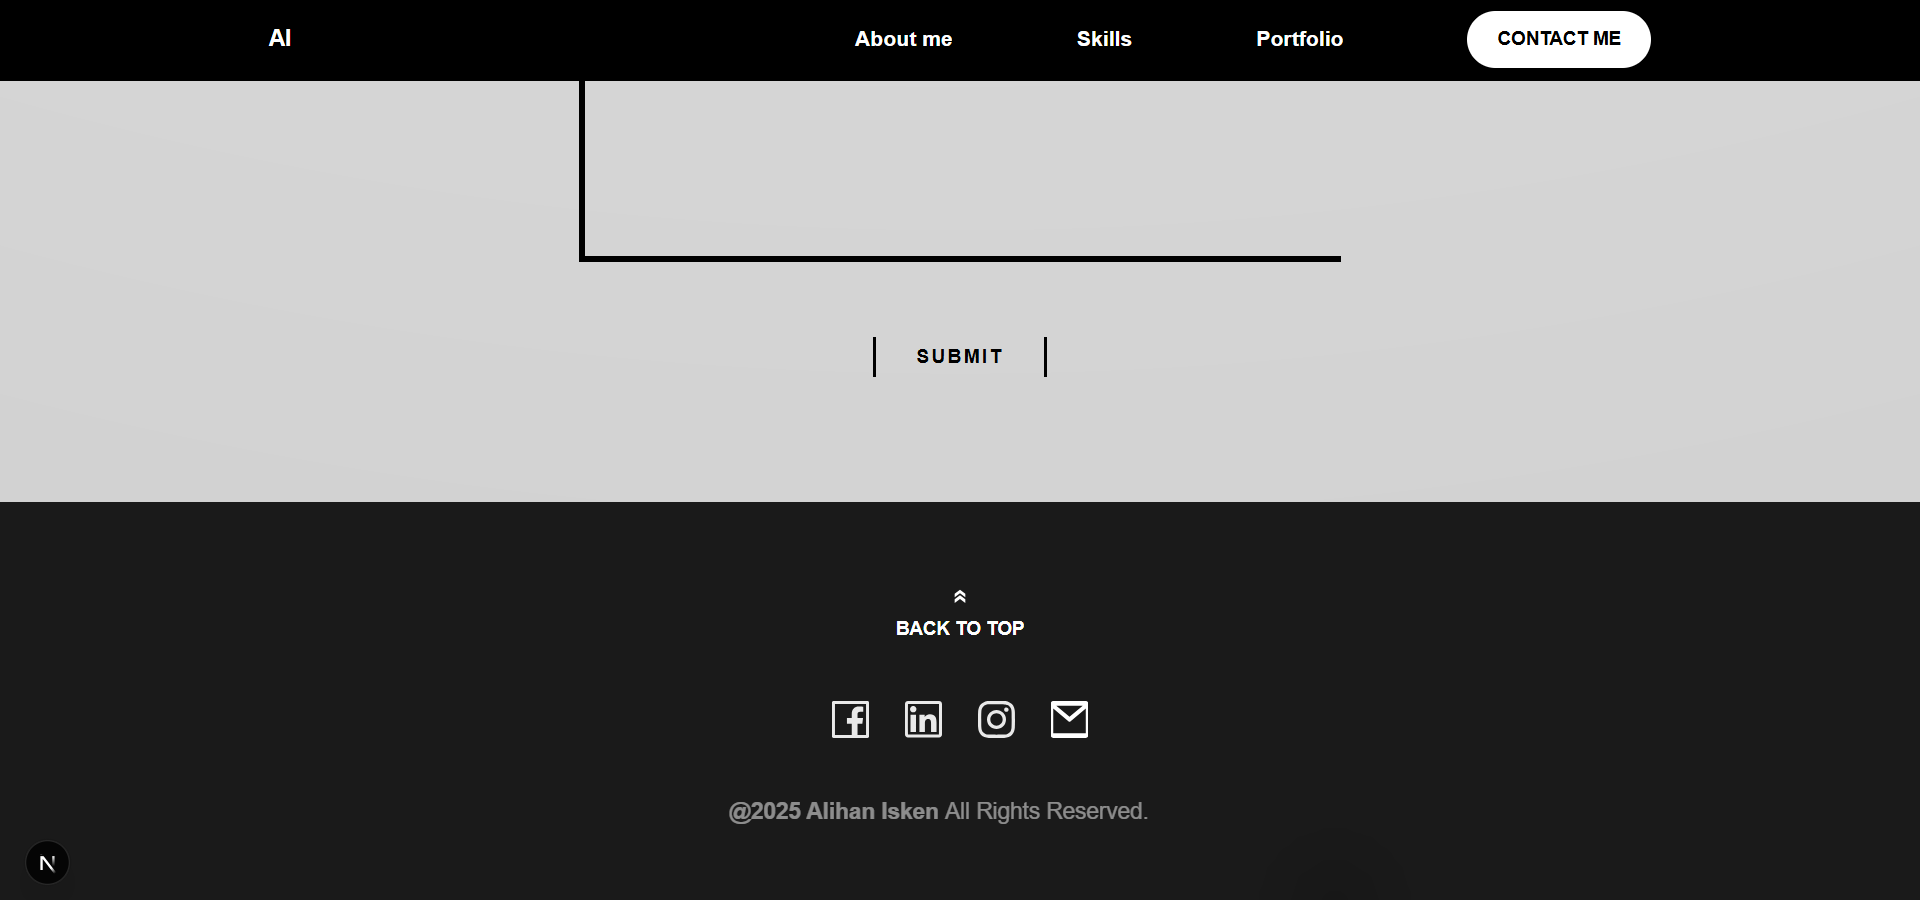 AI
About me
Skills
Portfolio
CONTACT ME
SUBMIT
BACK TO TOP
@2025 Alihan Isken All Rights Reserved.
N